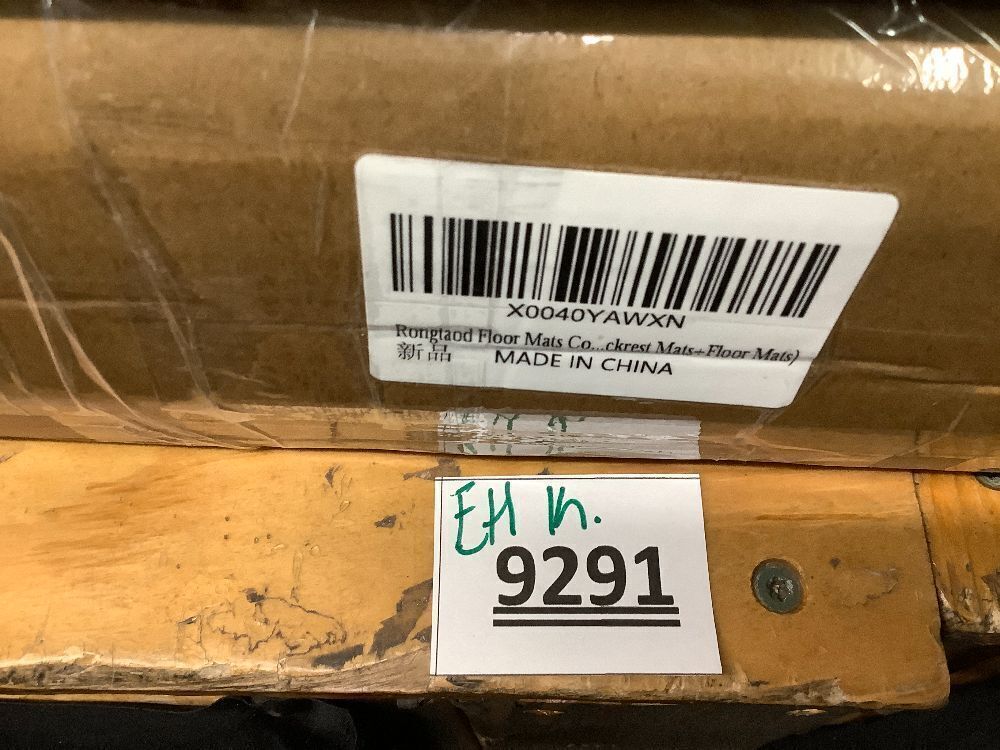 X0040YAWXN
Rongtaod Floor Mats Co...ckrest Mats+Floor Mats)
新品 MADE IN CHINA
EH
9291